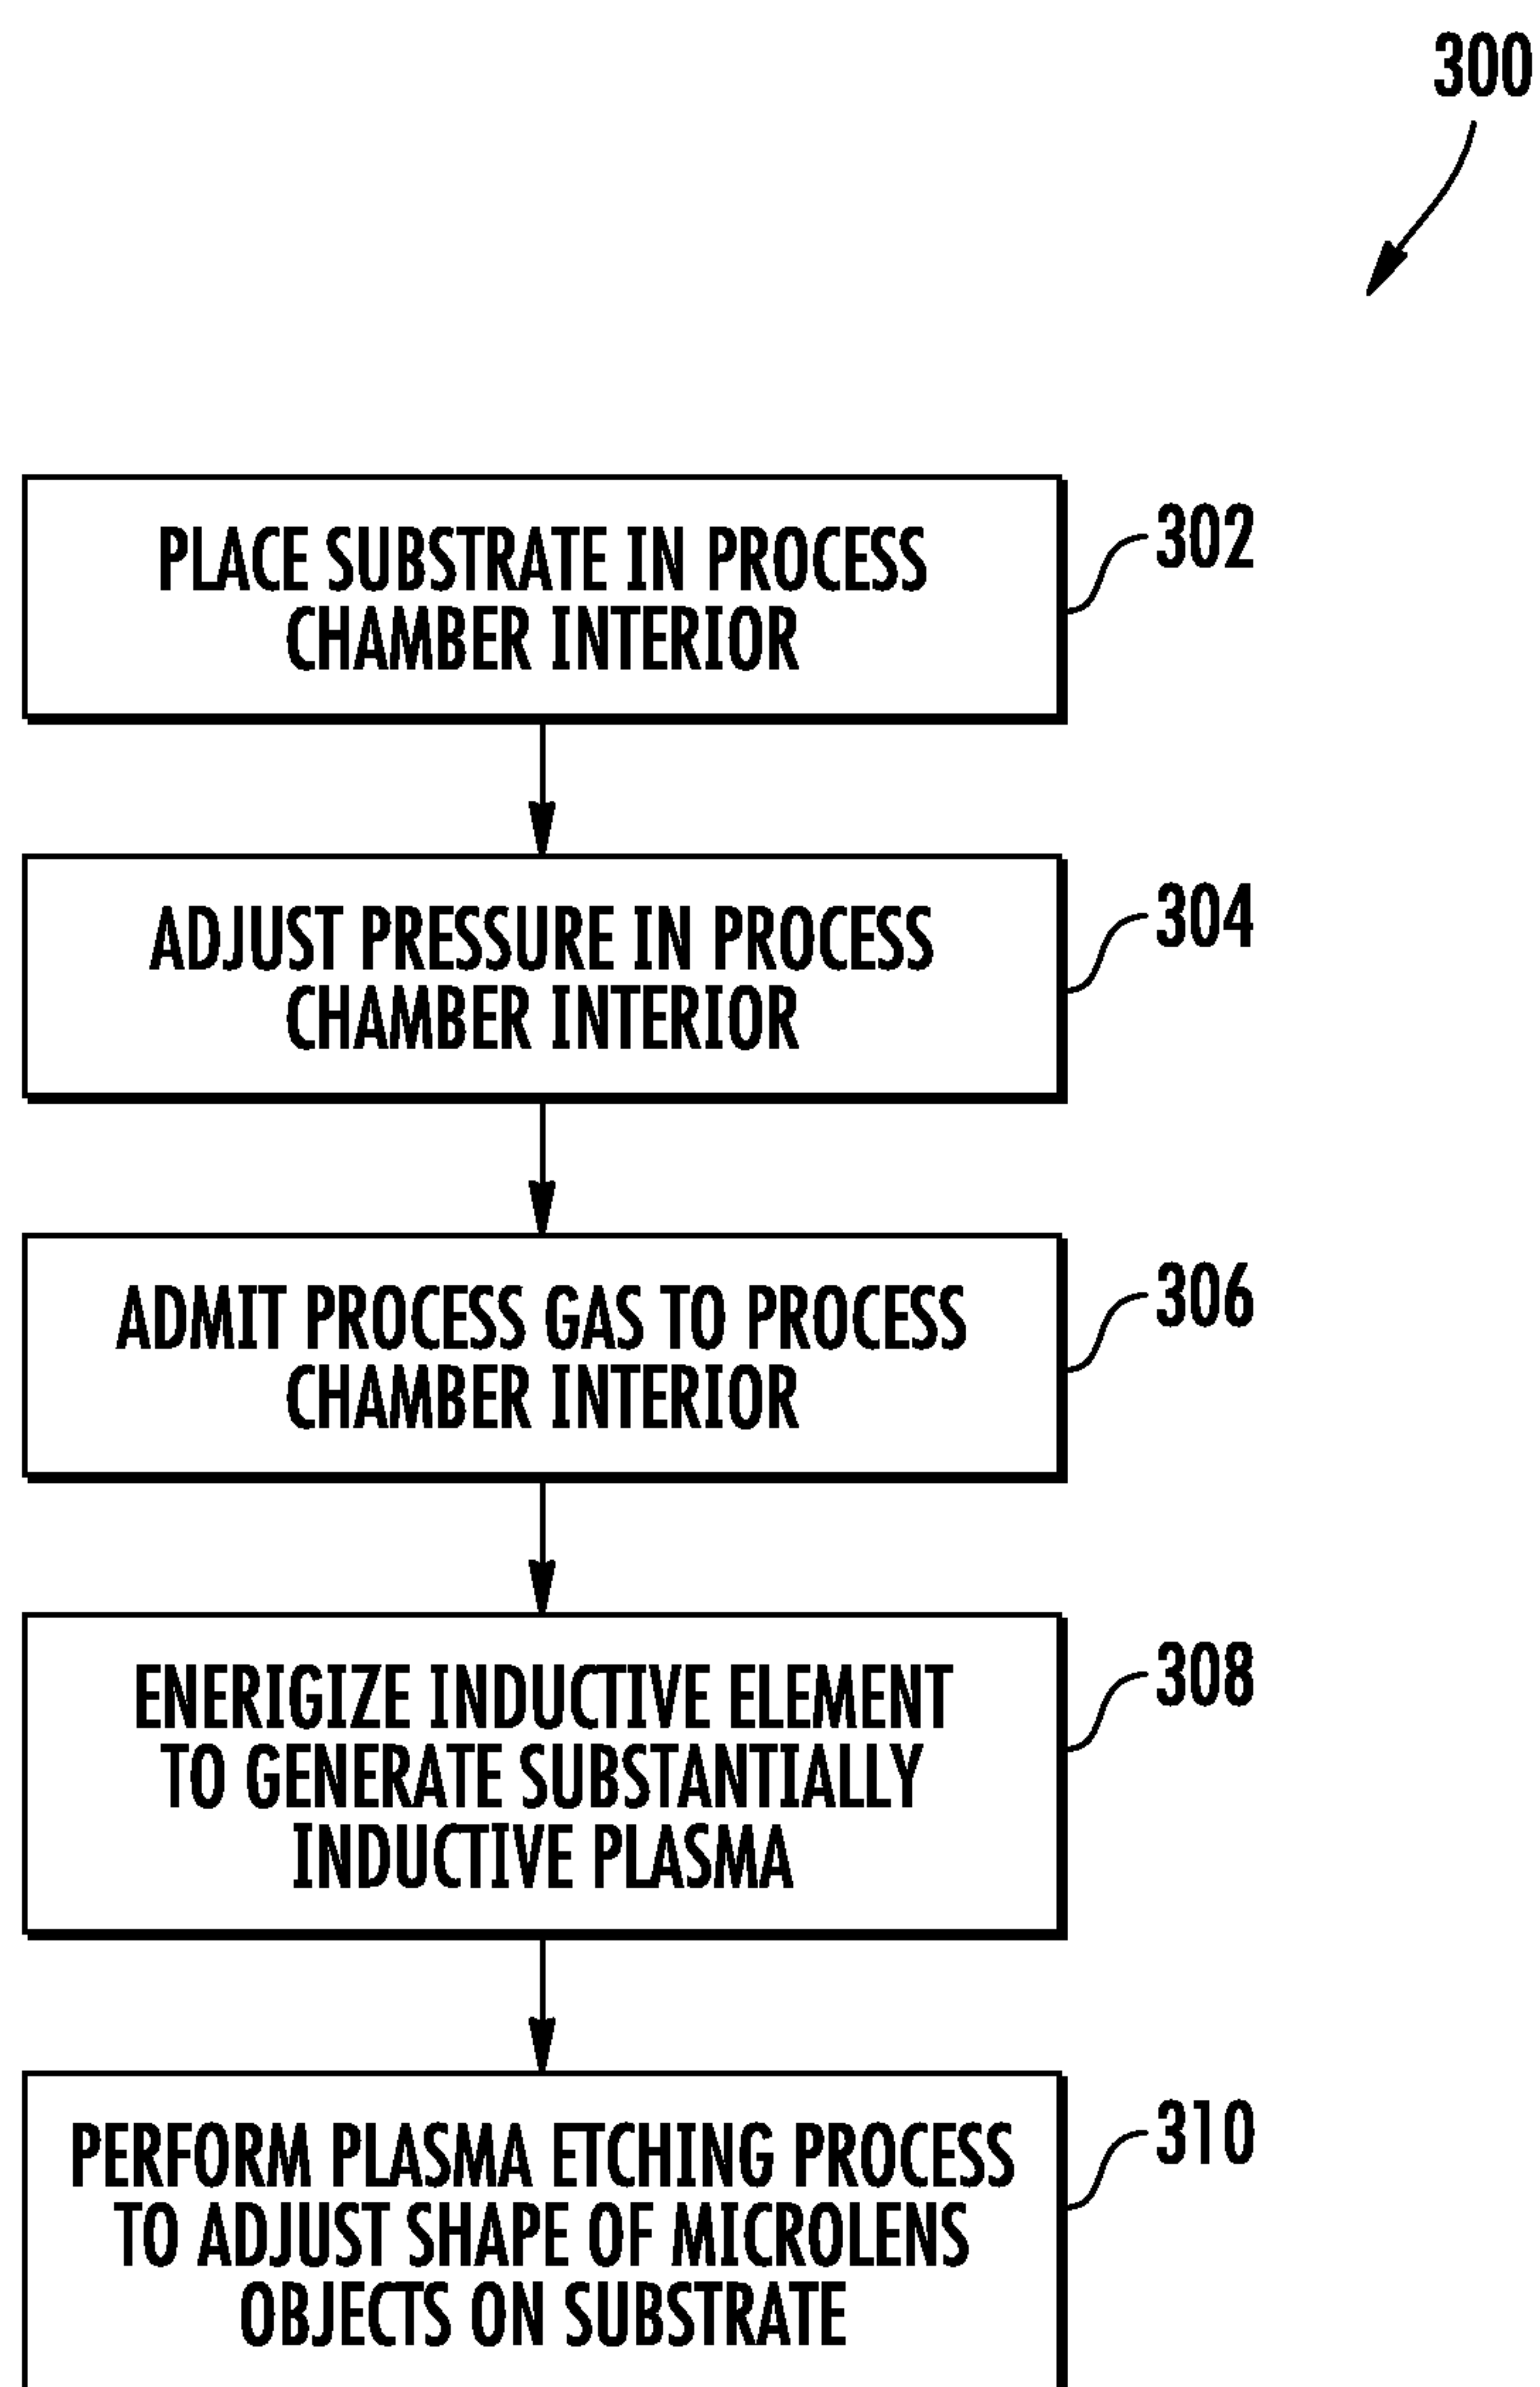 300
PLACE SUBSTRATE IN PROCESS
CHAMBER INTERIOR
302
ADJUST PRESSURE IN PROCESS
CHAMBER INTERIOR
304
ADMIT PROCESS GAS TO PROCESS
CHAMBER INTERIOR
306
ENERIGIZE INDUCTIVE ELEMENT
TO GENERATE SUBSTANTIALLY
INDUCTIVE PLASMA
308
PERFORM PLASMA ETCHING PROCESS
TO ADJUST SHAPE OF MICROLENS
OBJECTS ON SUBSTRATE
310